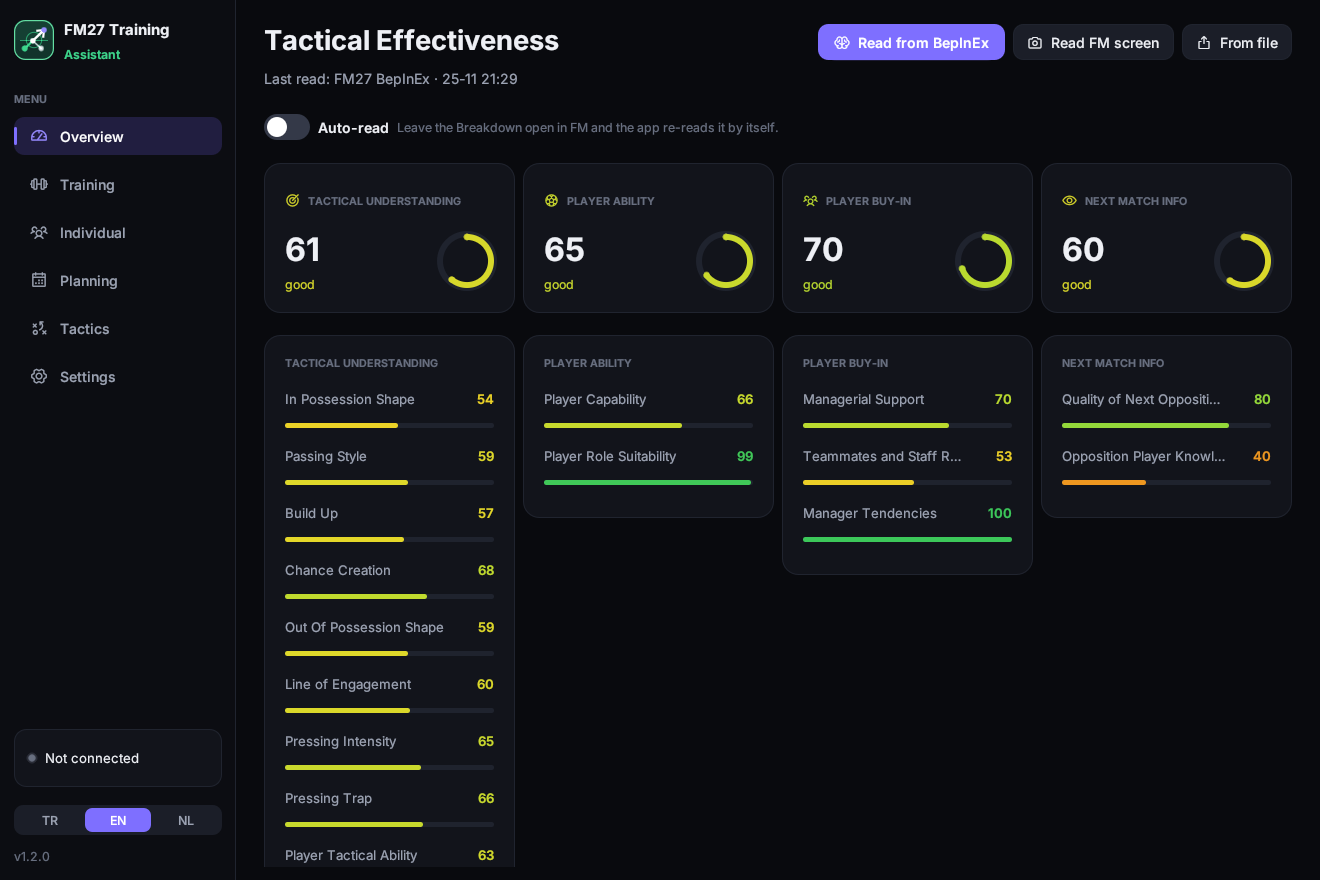 FM27 Training
Assistant
MENU
Overview
Training
Individual
Planning
Tactics
Settings
Not connected
TR EN NL
v1.2.0
Tactical Effectiveness
Last read: FM27 BepInEx · 25-11 21:29
Read from BepInEx
Read FM screen
From file
Auto-read Leave the Breakdown open in FM and the app re-reads it by itself.
TACTICAL UNDERSTANDING
61
good
PLAYER ABILITY
65
good
PLAYER BUY-IN
70
good
NEXT MATCH INFO
60
good
TACTICAL UNDERSTANDING
In Possession Shape 54
Passing Style 59
Build Up 57
Chance Creation 68
Out Of Possession Shape 59
Line of Engagement 60
Pressing Intensity 65
Pressing Trap 66
Player Tactical Ability 63
PLAYER ABILITY
Player Capability 66
Player Role Suitability 99
PLAYER BUY-IN
Managerial Support 70
Teammates and Staff R... 53
Manager Tendencies 100
NEXT MATCH INFO
Quality of Next Oppositi... 80
Opposition Player Knowl... 40